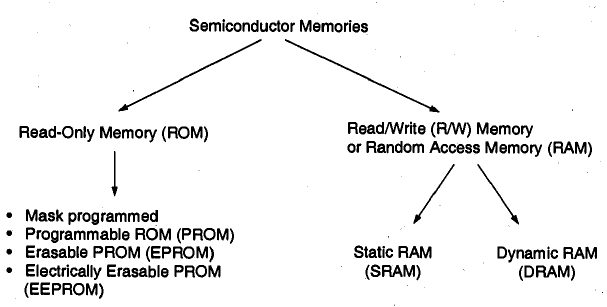 Semiconductor Memories
Read-Only Memory (ROM)
Read/Write (R/W) Memory
or Random Access Memory (RAM)
• Mask programmed
• Programmable ROM (PROM)
• Erasable PROM (EPROM)
• Electrically Erasable PROM
(EEPROM)
Static RAM
(SRAM)
Dynamic RAM
(DRAM)